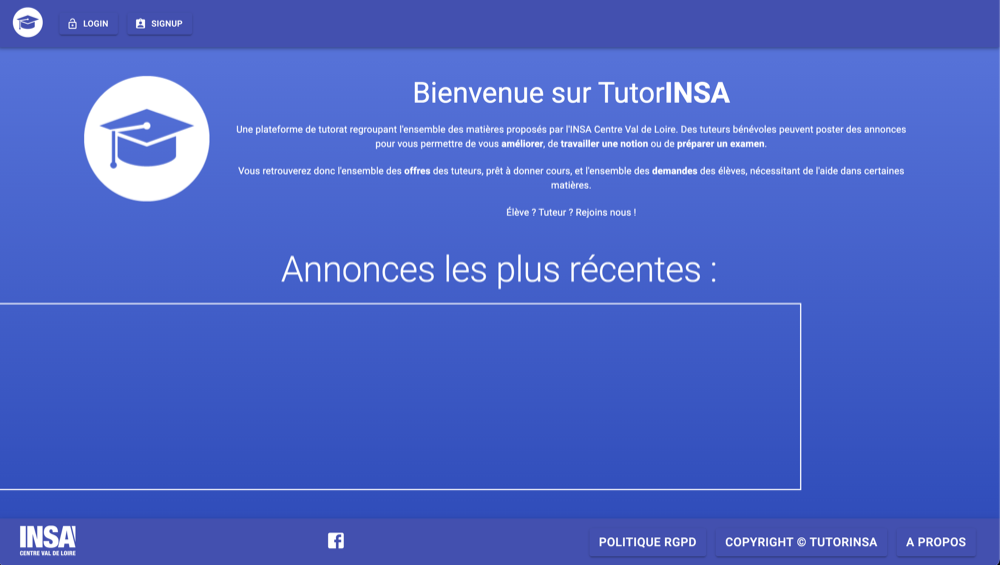 LOGIN
SIGNUP
Bienvenue sur TutorINSA
Une plateforme de tutorat regroupant l'ensemble des matières proposés par l'INSA Centre Val de Loire. Des tuteurs bénévoles peuvent poster des annonces
pour vous permettre de vous améliorer, de travailler une notion ou de préparer un examen.
Vous retrouverez donc l'ensemble des offres des tuteurs, prêt à donner cours, et l'ensemble des demandes des élèves, nécessitant de l'aide dans certaines
matières.
Élève ? Tuteur ? Rejoins nous !
Annonces les plus récentes :
INSA
CENTRE VAL DE LOIRE
POLITIQUE RGPD
COPYRIGHT © TUTORINSA
A PROPOS